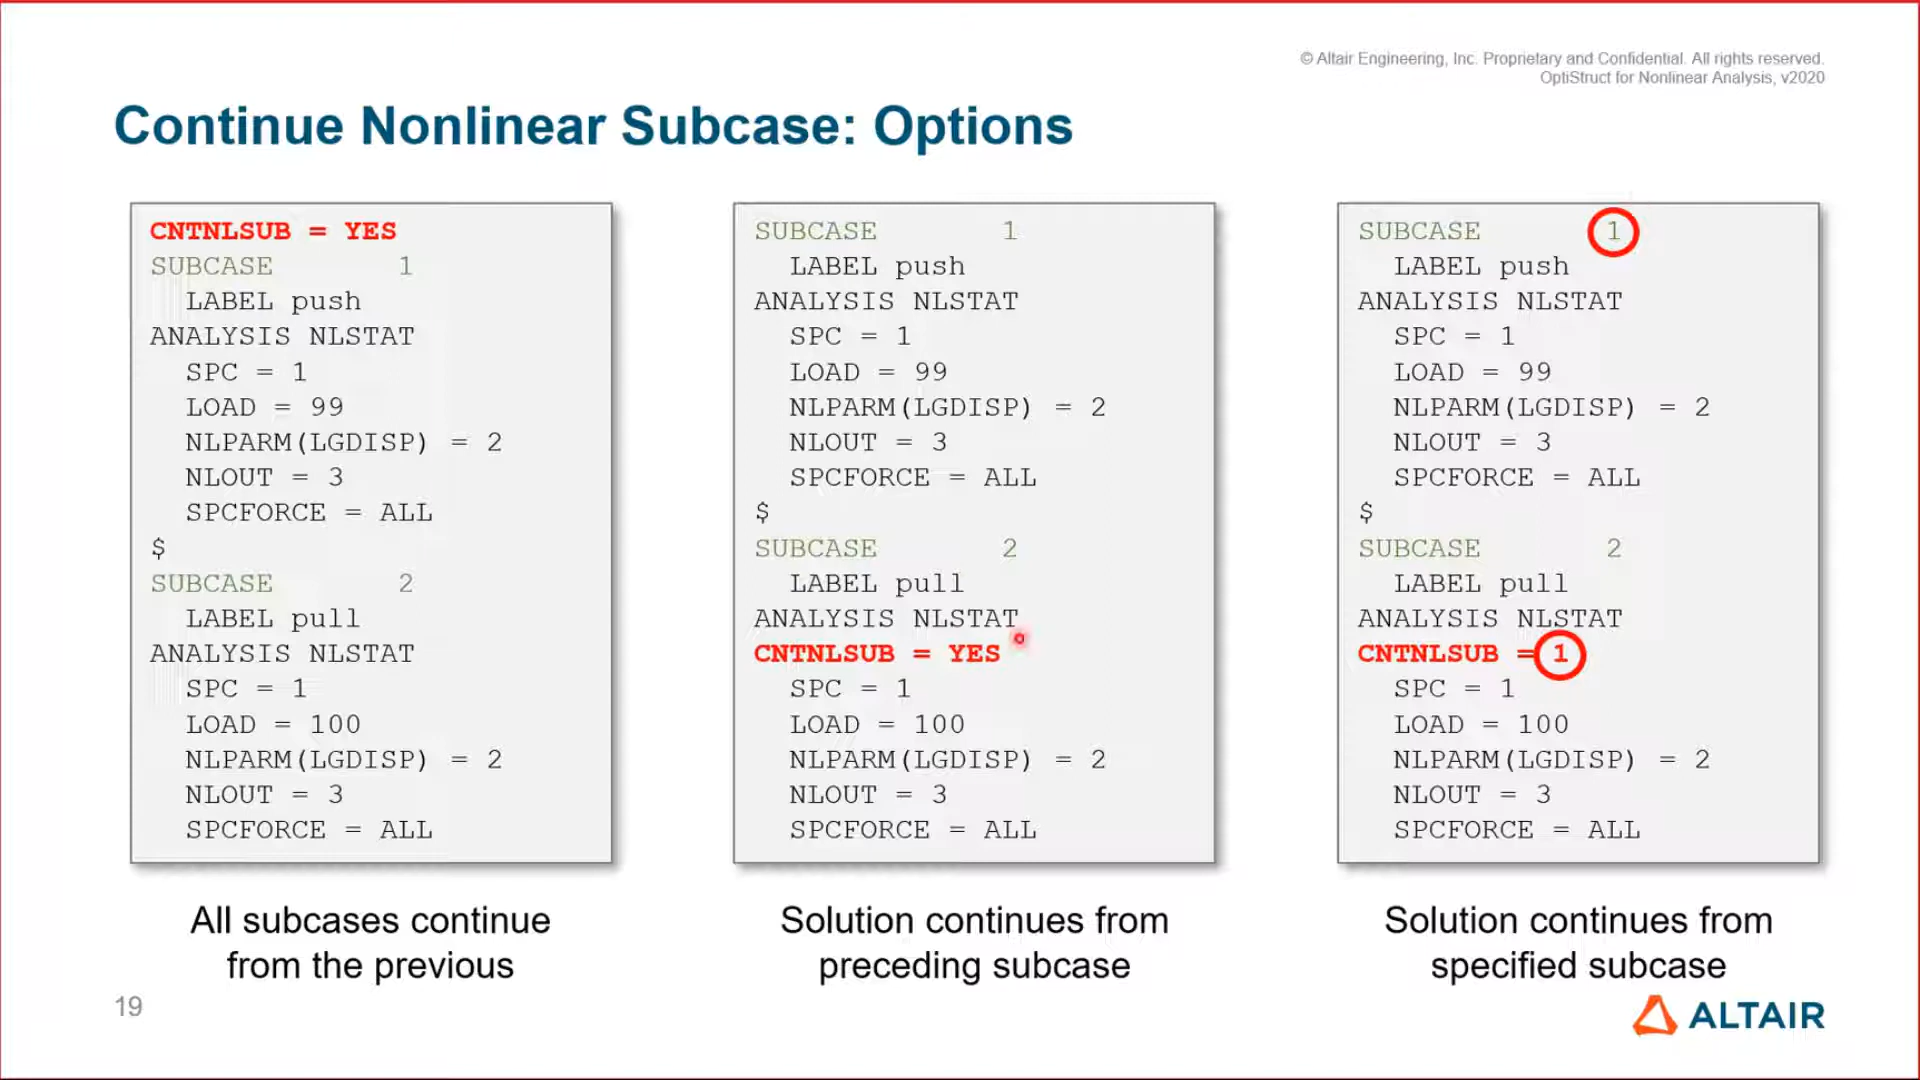 © Altair Engineering, Inc. Proprietary and Confidential. All rights reserved.
OptiStruct for Nonlinear Analysis, v2020
Continue Nonlinear Subcase: Options
CNTNLSUB = YES
SUBCASE 1
LABEL push
ANALYSIS NLSTAT
SPC = 1
LOAD = 99
NLPARM(LGDISP) = 2
NLOUT = 3
SPCFORCE = ALL
$
SUBCASE 2
LABEL pull
ANALYSIS NLSTAT
SPC = 1
LOAD = 100
NLPARM(LGDISP) = 2
NLOUT = 3
SPCFORCE = ALL
All subcases continue
from the previous
SUBCASE 1
LABEL push
ANALYSIS NLSTAT
SPC = 1
LOAD = 99
NLPARM(LGDISP) = 2
NLOUT = 3
SPCFORCE = ALL
$
SUBCASE 2
LABEL pull
ANALYSIS NLSTAT
CNTNLSUB = YES
SPC = 1
LOAD = 100
NLPARM(LGDISP) = 2
NLOUT = 3
SPCFORCE = ALL
Solution continues from
preceding subcase
SUBCASE 1
LABEL push
ANALYSIS NLSTAT
SPC = 1
LOAD = 99
NLPARM(LGDISP) = 2
NLOUT = 3
SPCFORCE = ALL
$
SUBCASE 2
LABEL pull
ANALYSIS NLSTAT
CNTNLSUB = 1
SPC = 1
LOAD = 100
NLPARM(LGDISP) = 2
NLOUT = 3
SPCFORCE = ALL
Solution continues from
specified subcase
19
ALTAIR